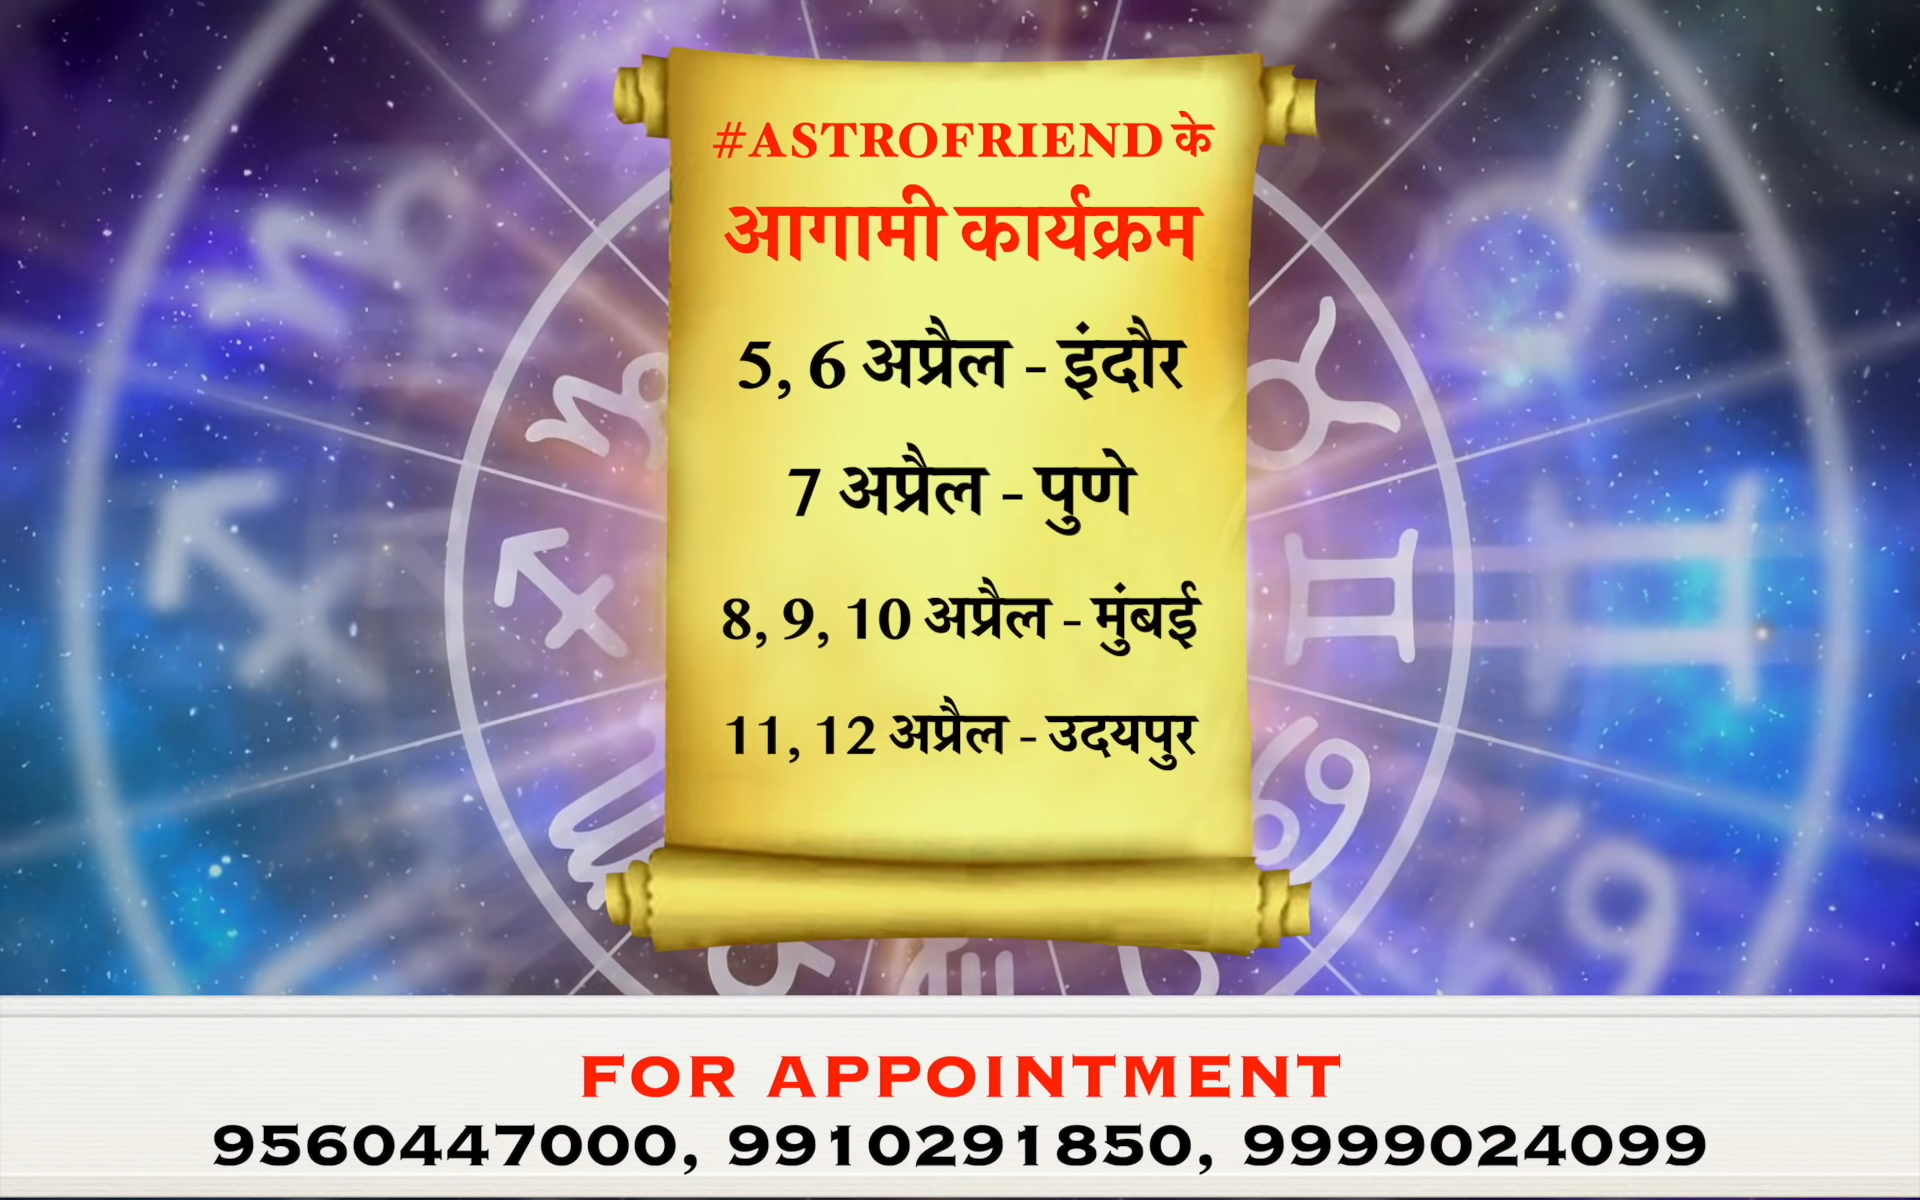 #ASTROFRIEND के
आगामी कार्यक्रम
5, 6 अप्रैल - इंदौर
7 अप्रैल - पुणे
8, 9, 10 अप्रैल - मुंबई
11, 12 अप्रैल - उदयपुर
FOR APPOINTMENT
9560447000, 9910291850, 9999024099